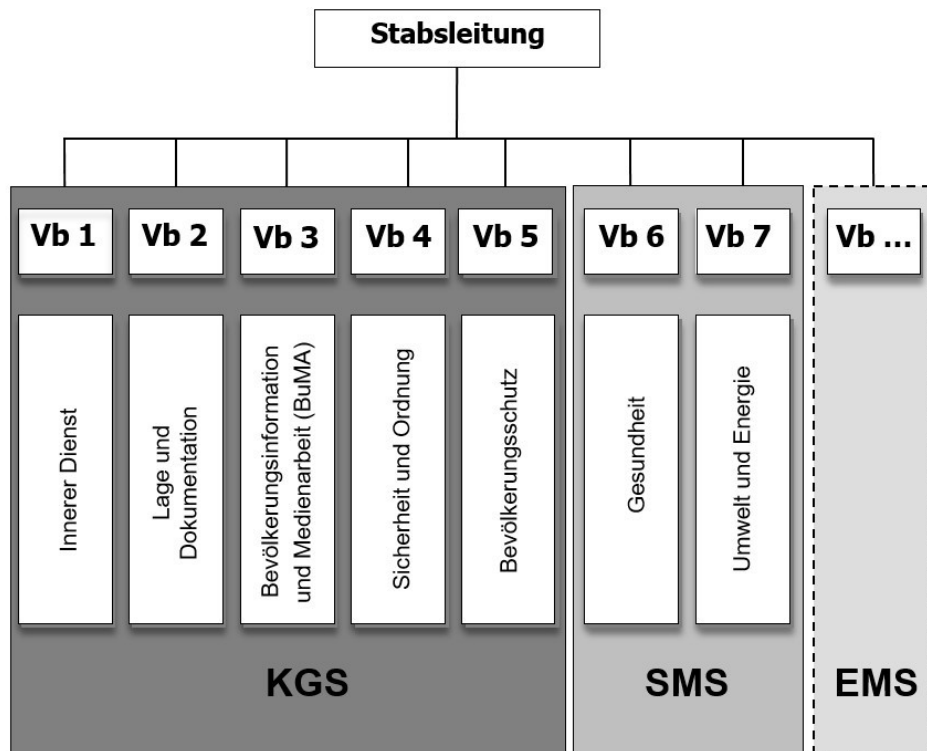 Stabsleitung
Vb 1
Vb 2
Vb 3
Vb 4
Vb 5
Vb 6
Vb 7
Vb ...
Innerer Dienst
Lage und
Dokumentation
Bevölkerungsinformation
und Medienarbeit (BuMA)
Sicherheit und Ordnung
Bevölkerungsschutz
Gesundheit
Umwelt und Energie
KGS
SMS
EMS